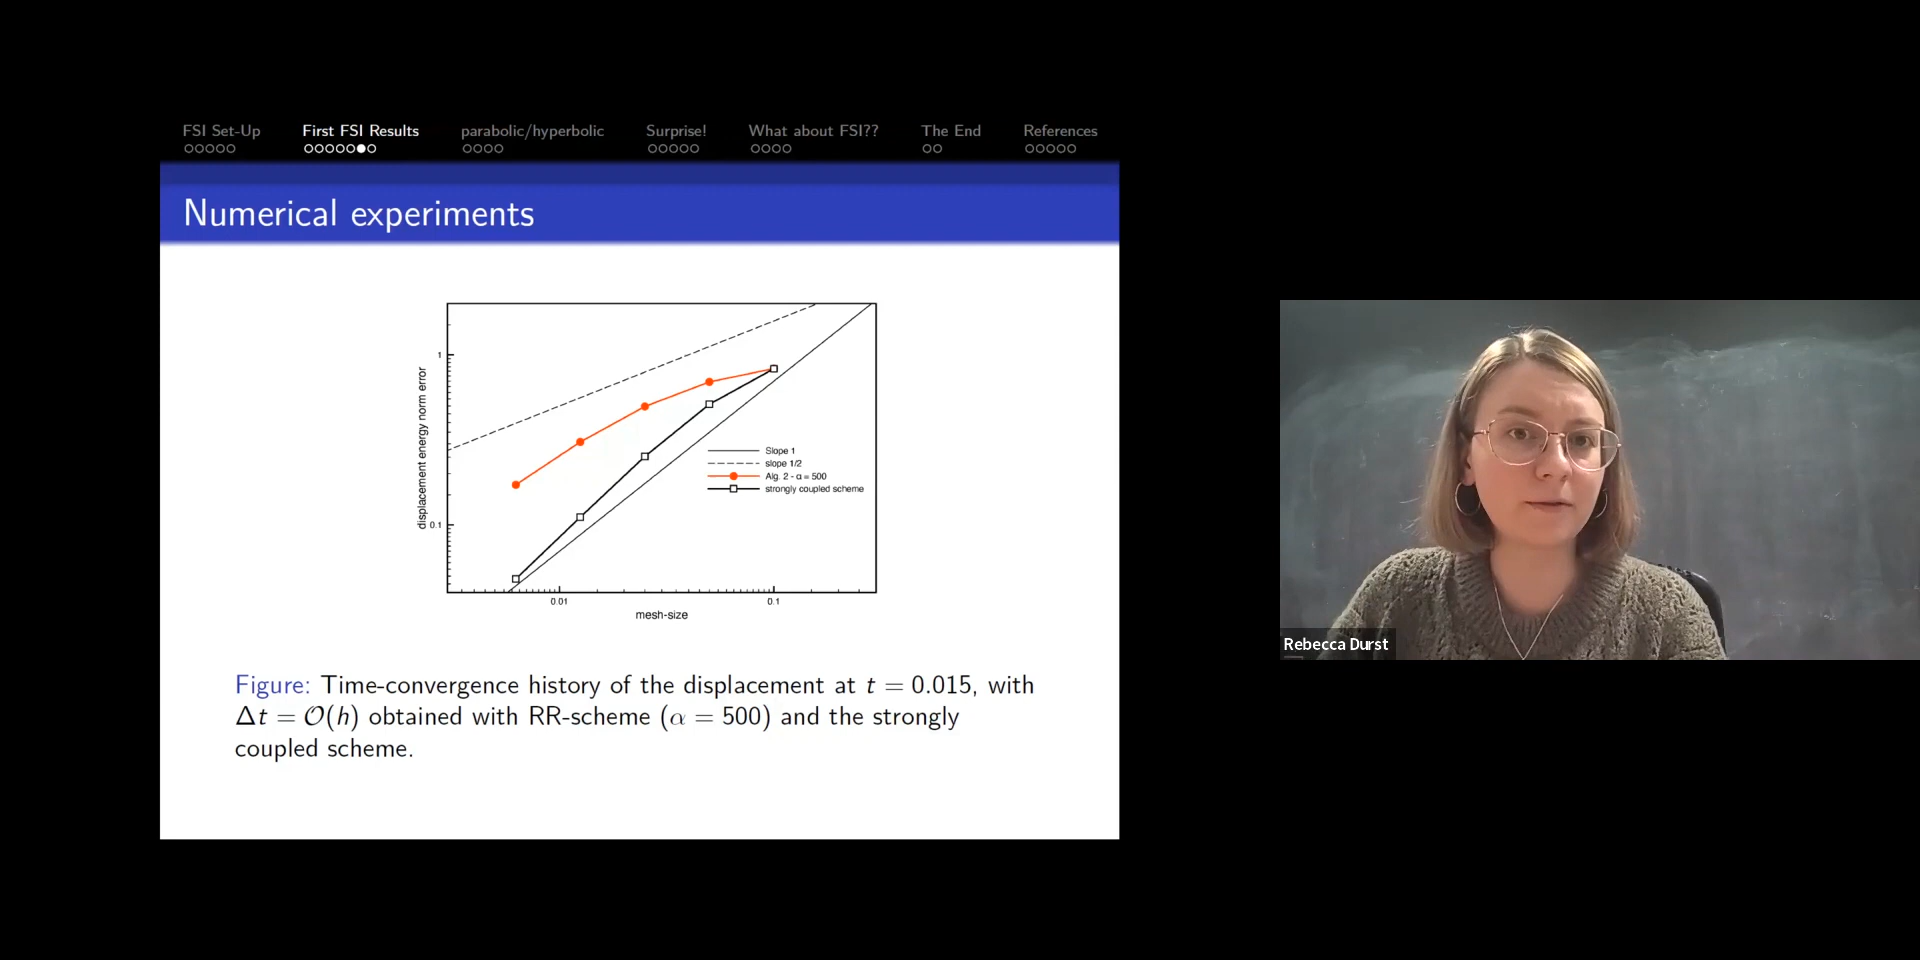 FSI Set-Up
First FSI Results
parabolic/hyperbolic
Surprise!
What about FSI??
The End
References
Numerical experiments
displacement energy norm error
1
0.1
Slope 1
slope 1/2
Alg. 2 - α = 500
strongly coupled scheme
0.01
0.1
mesh-size
Figure: Time-convergence history of the displacement at t = 0.015, with
Δt = O(h) obtained with RR-scheme (α = 500) and the strongly
coupled scheme.
Rebecca Durst